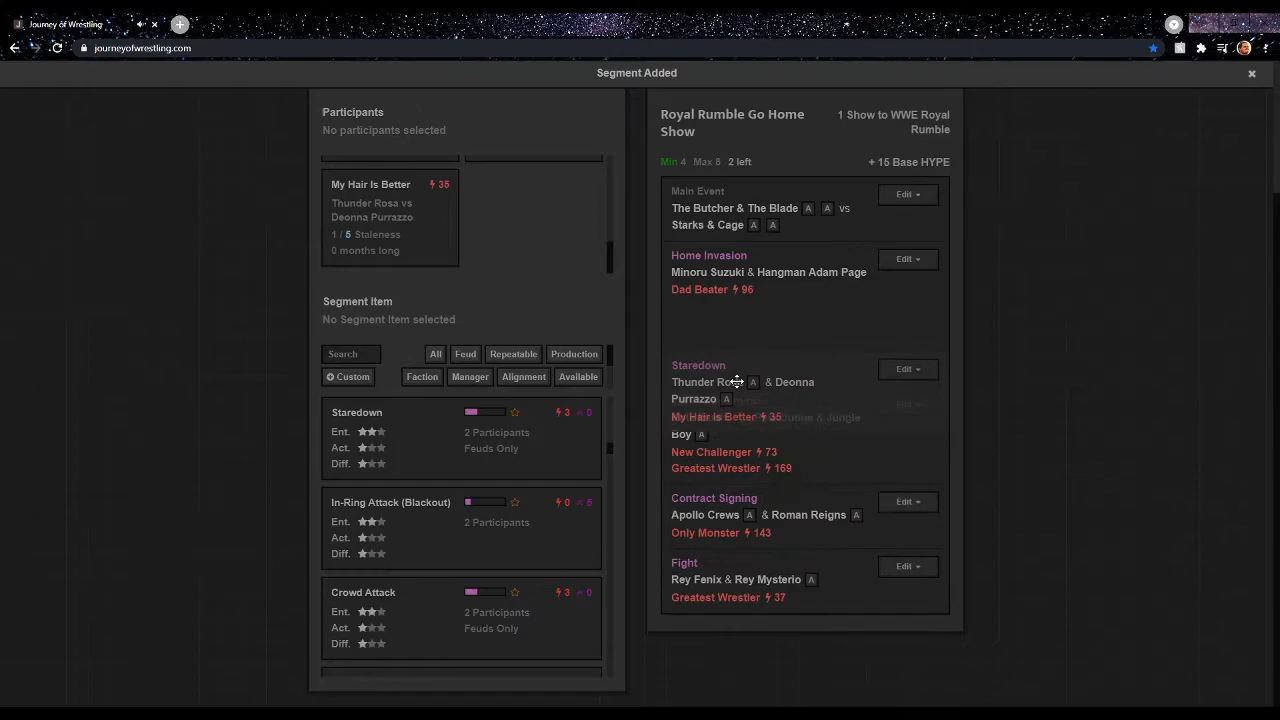 Journey of Wrestling
journeyofwrestling.com
Segment Added
Participants
No participants selected
My Hair Is Better 35
Thunder Rosa vs
Deonna Purrazzo
1 / 5 Staleness
0 months long
Segment Item
No Segment Item selected
Search All Feud Repeatable Production
Custom Faction Manager Alignment Available
Staredown 3 0
Ent. 2 Participants
Act. Feuds Only
Diff.
In-Ring Attack (Blackout) 0 5
Ent. 2 Participants
Act.
Diff.
Crowd Attack 3 0
Ent. 2 Participants
Act. Feuds Only
Diff.
Royal Rumble Go Home
Show
1 Show to WWE Royal
Rumble
Min 4 Max 8 2 left + 15 Base HYPE
Main Event Edit
The Butcher & The Blade A A vs
Starks & Cage A A
Home Invasion Edit
Minoru Suzuki & Hangman Adam Page
Dad Beater 96
Staredown Edit
Thunder A & Deonna
Purrazzo A
My Hair Is Better 35
& Jungle
Boy A
New Challenger 73
Greatest Wrestler 169
Contract Signing Edit
Apollo Crews A & Roman Reigns A
Only Monster 143
Fight Edit
Rey Fenix & Rey Mysterio A
Greatest Wrestler 37